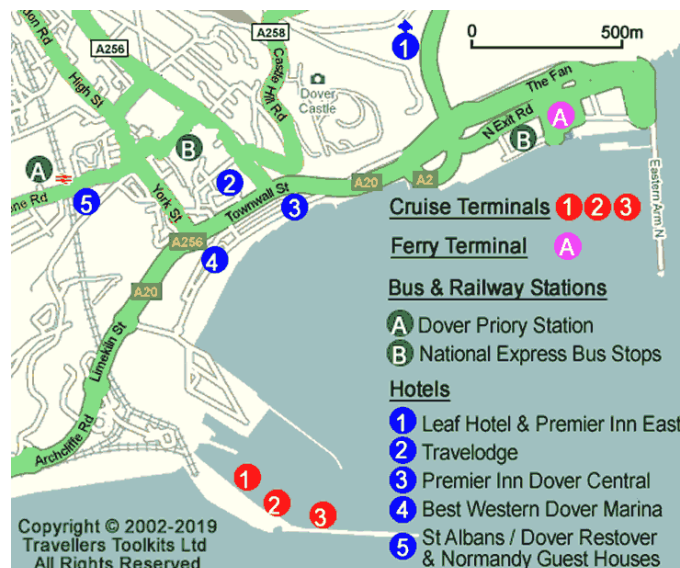 A258
A256
don Rd
High St
Castle Hill Rd
Dover
Castle
1
0 500m
The Fan
N Exit Rd
A
B
Eastern Arm N
A
B
2
5
ne Rd
York St
Townwall St
3
A20
A2
A256
4
A20
Limekiln St
Archcliffe Rd
1
2
3
Cruise Terminals 1 2 3
Ferry Terminal A
Bus & Railway Stations
A Dover Priory Station
B National Express Bus Stops
Hotels
1 Leaf Hotel & Premier Inn East
2 Travelodge
3 Premier Inn Dover Central
4 Best Western Dover Marina
5 St Albans / Dover Restover
& Normandy Guest Houses
Copyright © 2002-2019
Travellers Toolkits Ltd
All Rights Reserved